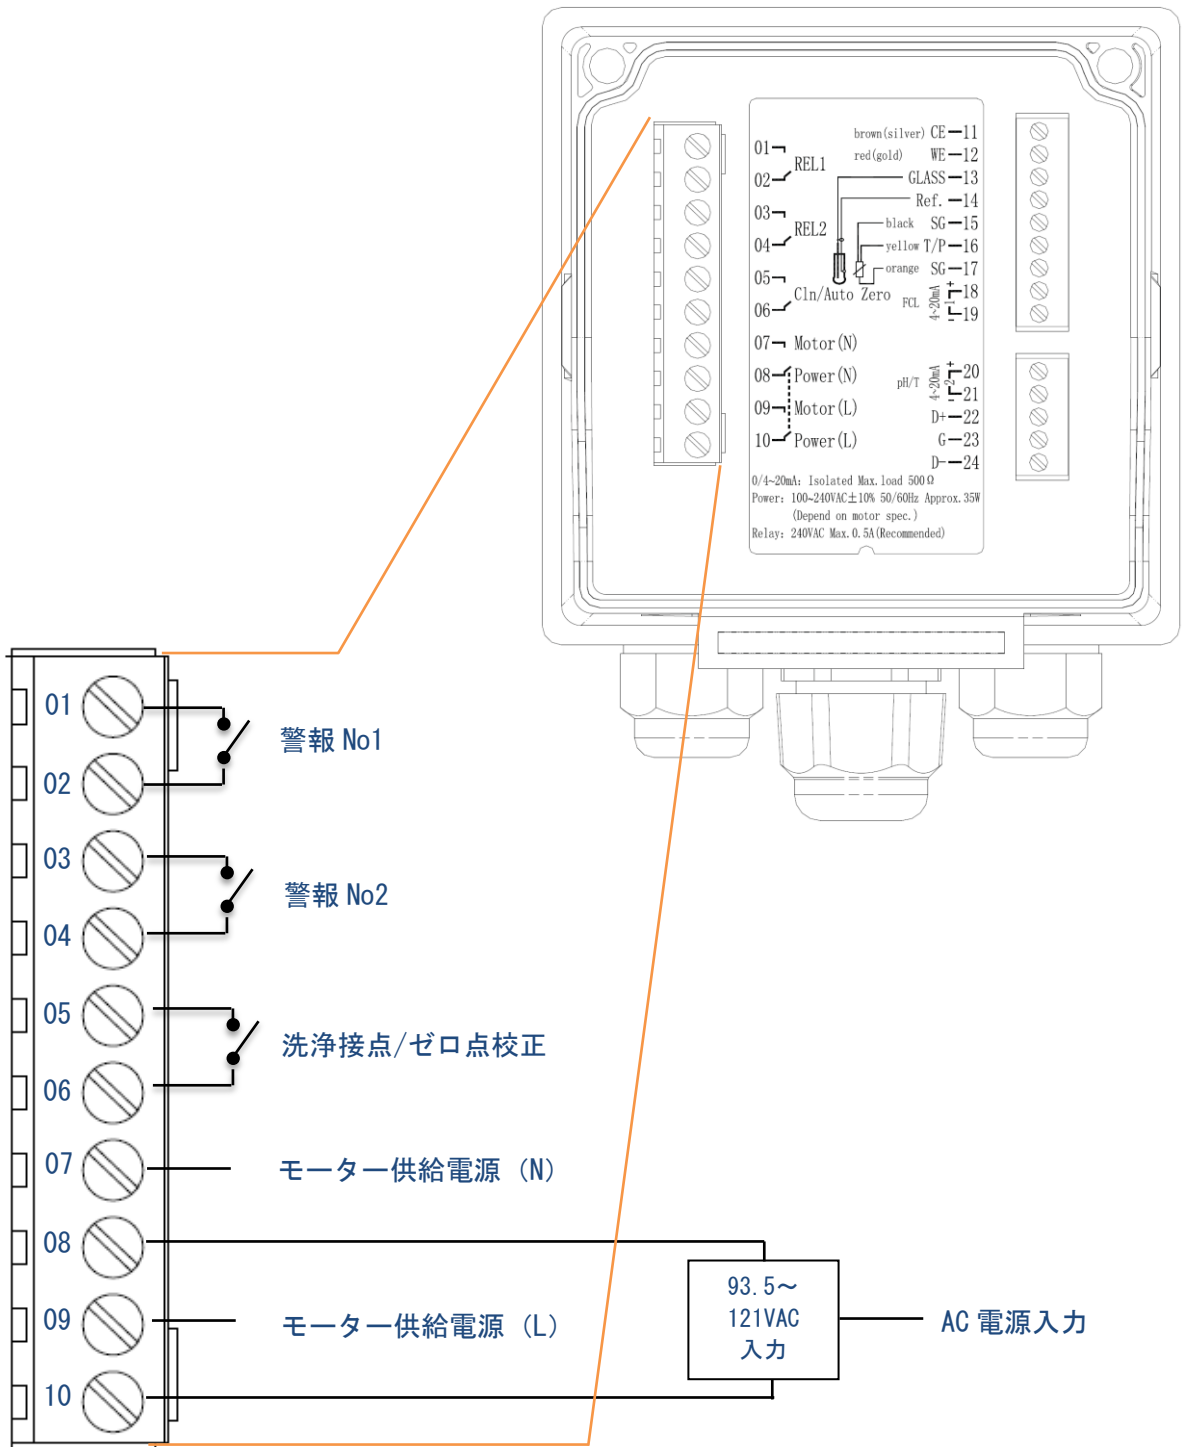 01
02
REL1
03
04
REL2
05
06
Cln/Auto Zero
07 Motor(N)
08 Power(N)
09 Motor(L)
10 Power(L)
brown(silver) CE 11
red(gold) WE 12
GLASS 13
Ref. 14
black SG 15
yellow T/P 16
orange SG 17
FCL 4~20mA 1 + 18
- 19
pH/T 4~20mA 2 + 20
- 21
D+ 22
G 23
D- 24
0/4~20mA: Isolated Max. load 500Ω
Power: 100~240VAC±10% 50/60Hz Approx. 35W
(Depend on motor spec.)
Relay: 240VAC Max. 0.5A(Recommended)
01
警報 No1
02
03
警報 No2
04
05
洗浄接点/ゼロ点校正
06
07 モーター供給電源 (N)
08
09 モーター供給電源 (L)
10
93.5～
121VAC
入力
AC 電源入力